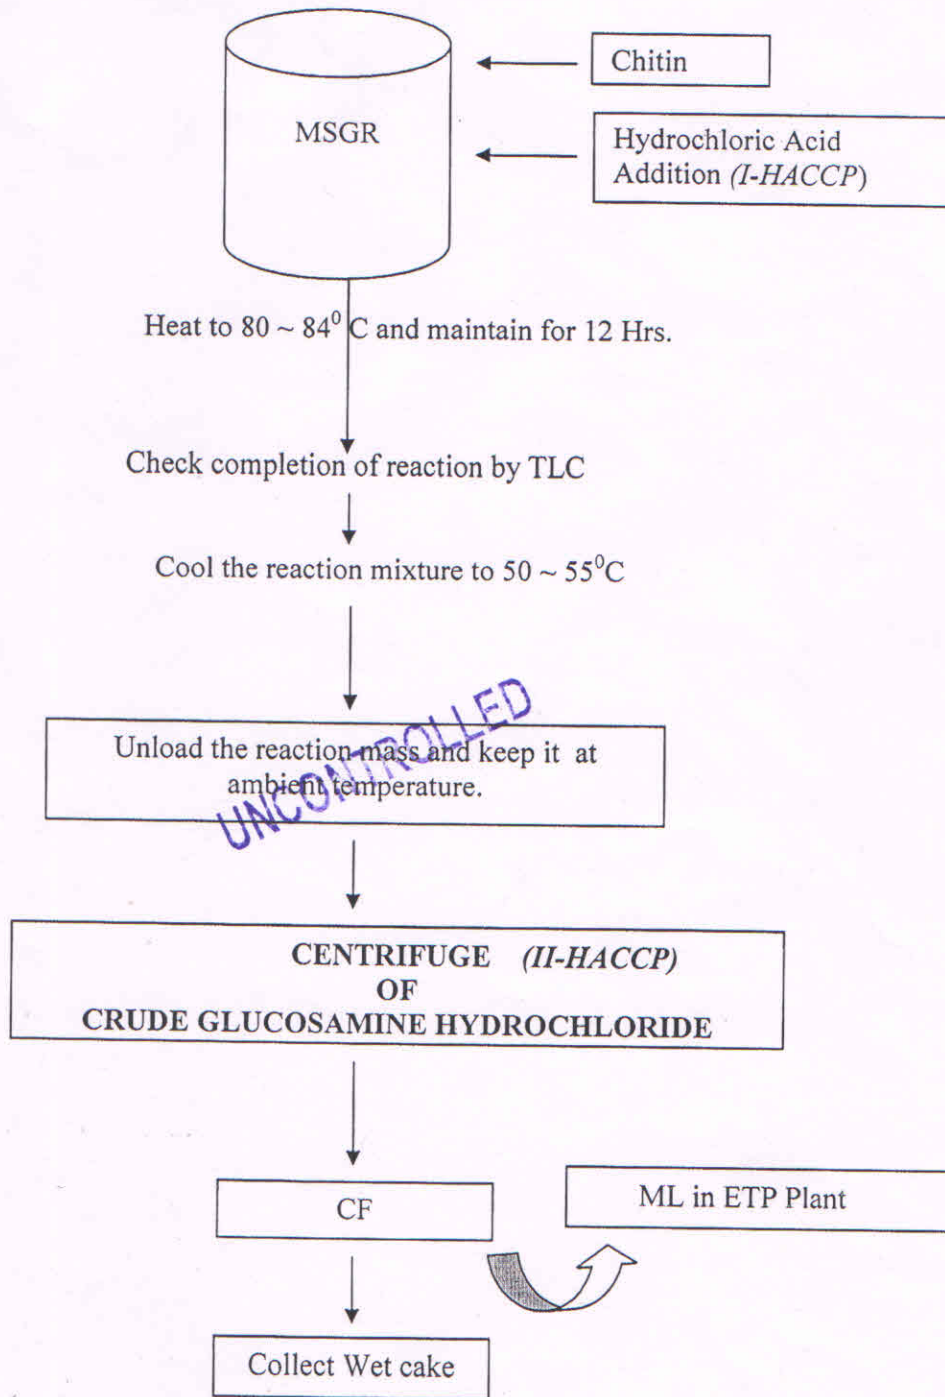 Chitin
MSGR
Hydrochloric Acid
Addition (I-HACCP)
Heat to 80 ~ 84⁰ C and maintain for 12 Hrs.
Check completion of reaction by TLC
Cool the reaction mixture to 50 ~ 55⁰C
UNCONTROLLED
Unload the reaction mass and keep it at
ambient temperature.
CENTRIFUGE (II-HACCP)
OF
CRUDE GLUCOSAMINE HYDROCHLORIDE
CF
ML in ETP Plant
Collect Wet cake